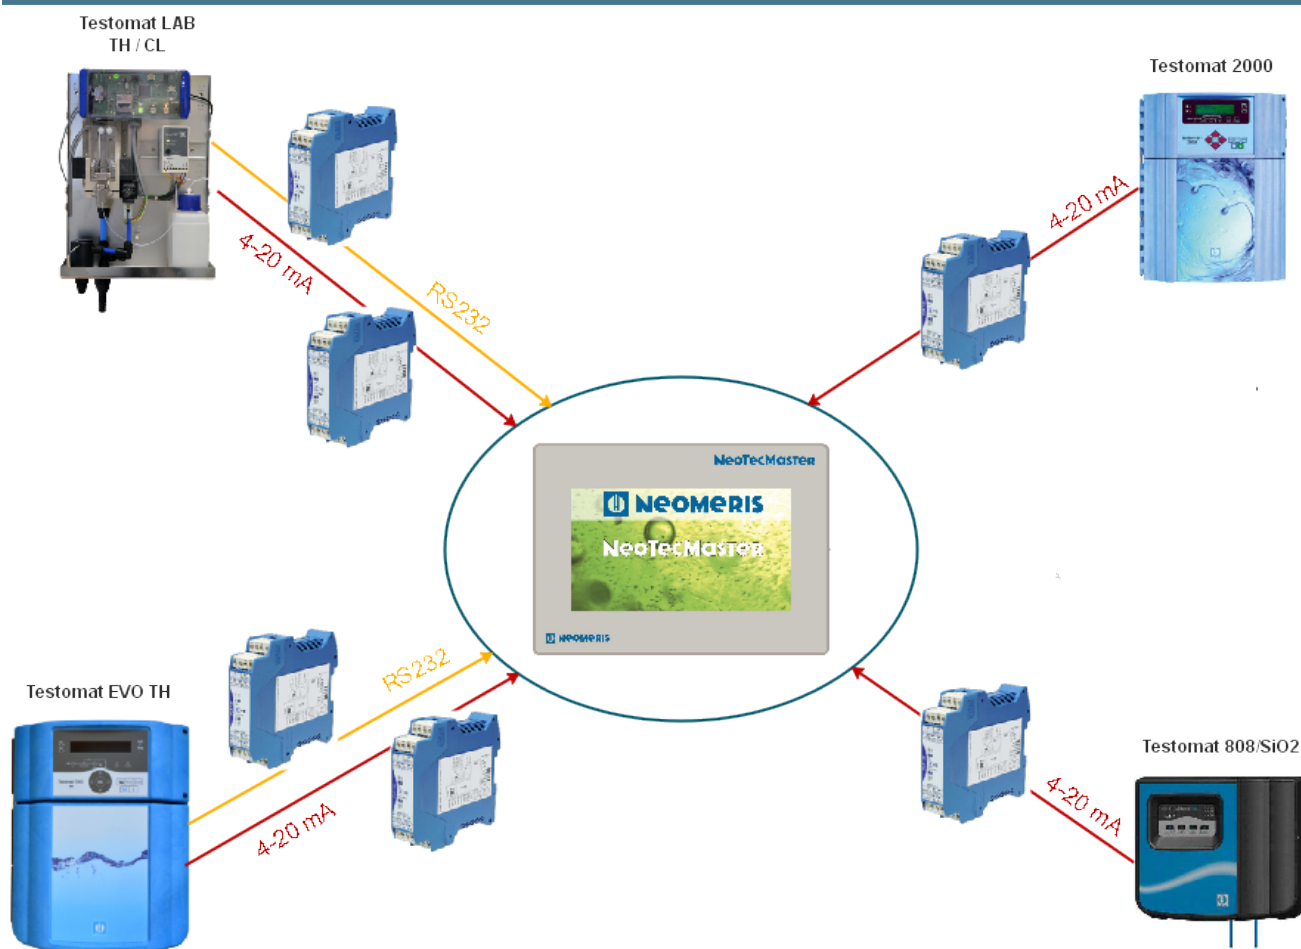 Testomat LAB
TH / CL
Testomat 2000
4-20 mA
4-20 mA
RS232
NeoTecMaster
NEOMERIS
NeoTecMaster
NEOMERIS
RS232
Testomat EVO TH
4-20 mA
Testomat 808/SiO2
4-20 mA